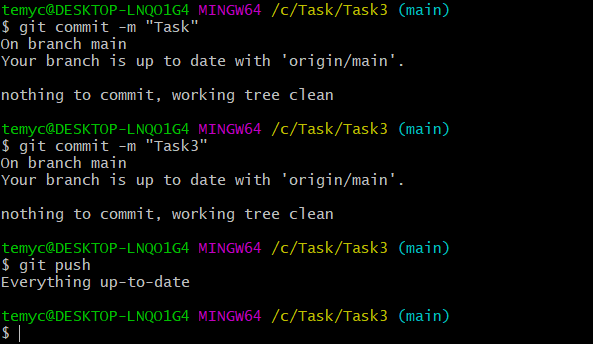 temyc@DESKTOP-LNQO1G4 MINGW64 /c/Task/Task3 (main)
$ git commit -m "Task"
On branch main
Your branch is up to date with 'origin/main'.
nothing to commit, working tree clean
temyc@DESKTOP-LNQO1G4 MINGW64 /c/Task/Task3 (main)
$ git commit -m "Task3"
On branch main
Your branch is up to date with 'origin/main'.
nothing to commit, working tree clean
temyc@DESKTOP-LNQO1G4 MINGW64 /c/Task/Task3 (main)
$ git push
Everything up-to-date
temyc@DESKTOP-LNQO1G4 MINGW64 /c/Task/Task3 (main)
$